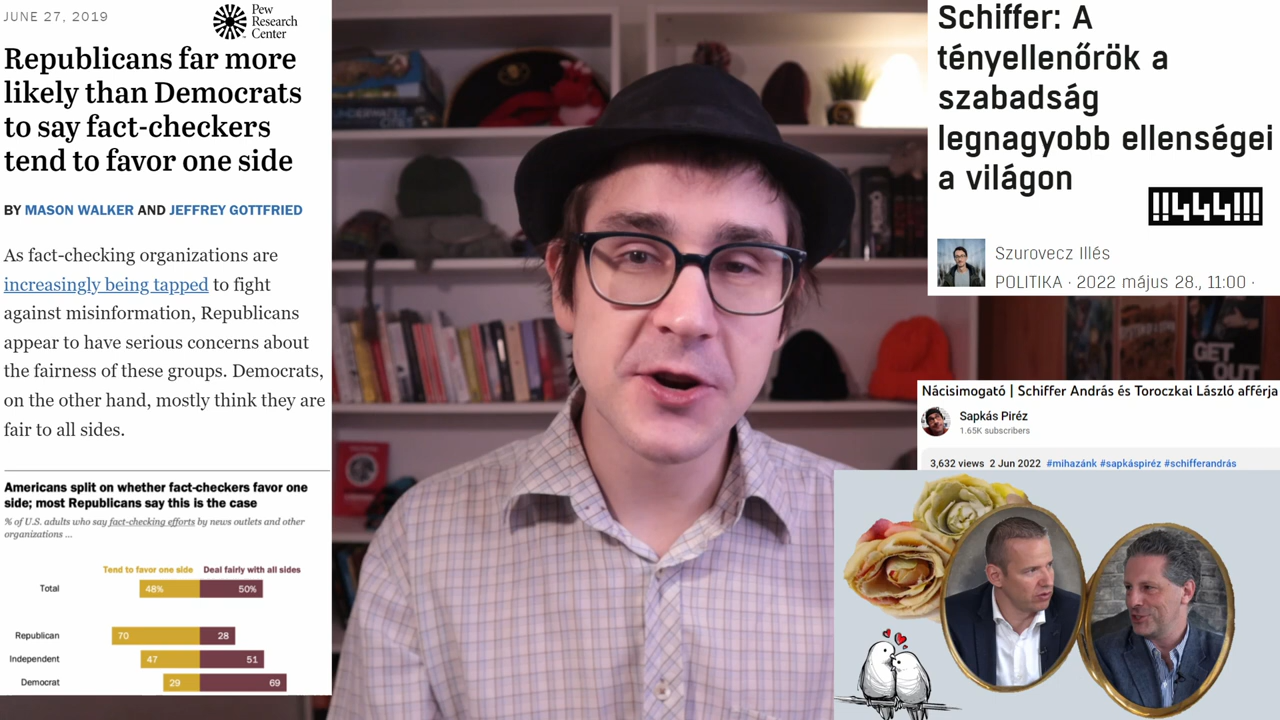 JUNE 27, 2019
Pew
Research
Center
Republicans far more
likely than Democrats
to say fact-checkers
tend to favor one side
BY MASON WALKER AND JEFFREY GOTTFRIED
As fact-checking organizations are
increasingly being tapped to fight
against misinformation, Republicans
appear to have serious concerns about
the fairness of these groups. Democrats,
on the other hand, mostly think they are
fair to all sides.
Americans split on whether fact-checkers favor one
side; most Republicans say this is the case
% of U.S. adults who say fact-checking efforts by news outlets and other
organizations ...
Tend to favor one side Deal fairly with all sides
Total 48% 50%
Republican 70 28
Independent 47 51
Democrat 29 69
Schiffer: A
tényellenőrök a
szabadság
legnagyobb ellenségei
a világon
!!444!!!
Szurovecz Illés
POLITIKA · 2022 május 28., 11:00 ·
GET
OUT
Nácisimogató | Schiffer András és Toroczkai László afférja
Sapkás Piréz
1.65K subscribers
3,632 views 2 Jun 2022 #mihazánk #sapkáspiréz #schifferandrás